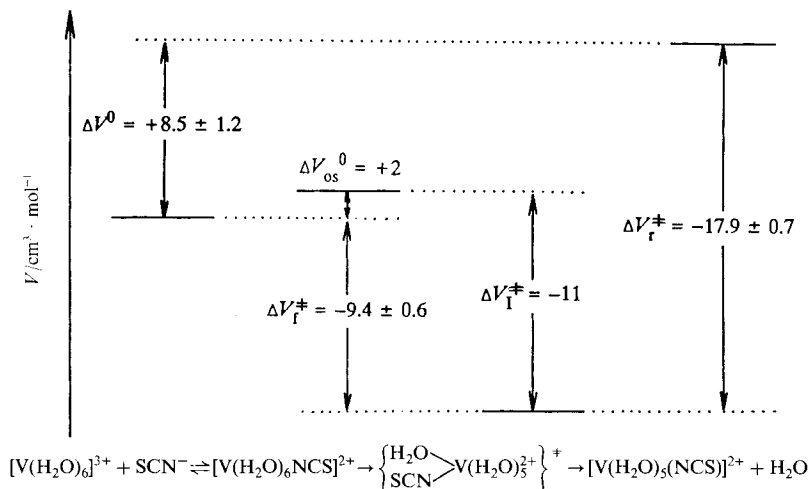 V/cm³ · mol⁻¹
ΔV⁰ = +8.5 ± 1.2
ΔV_os⁰ = +2
ΔV_f^‡ = −9.4 ± 0.6
ΔV_I^‡ = −11
ΔV_r^‡ = −17.9 ± 0.7
[V(H₂O)₆]³⁺ + SCN⁻ ⇌ [V(H₂O)₆NCS]²⁺ → {H₂O SCN > V(H₂O)₅²⁺}^‡ → [V(H₂O)₅(NCS)]²⁺ + H₂O